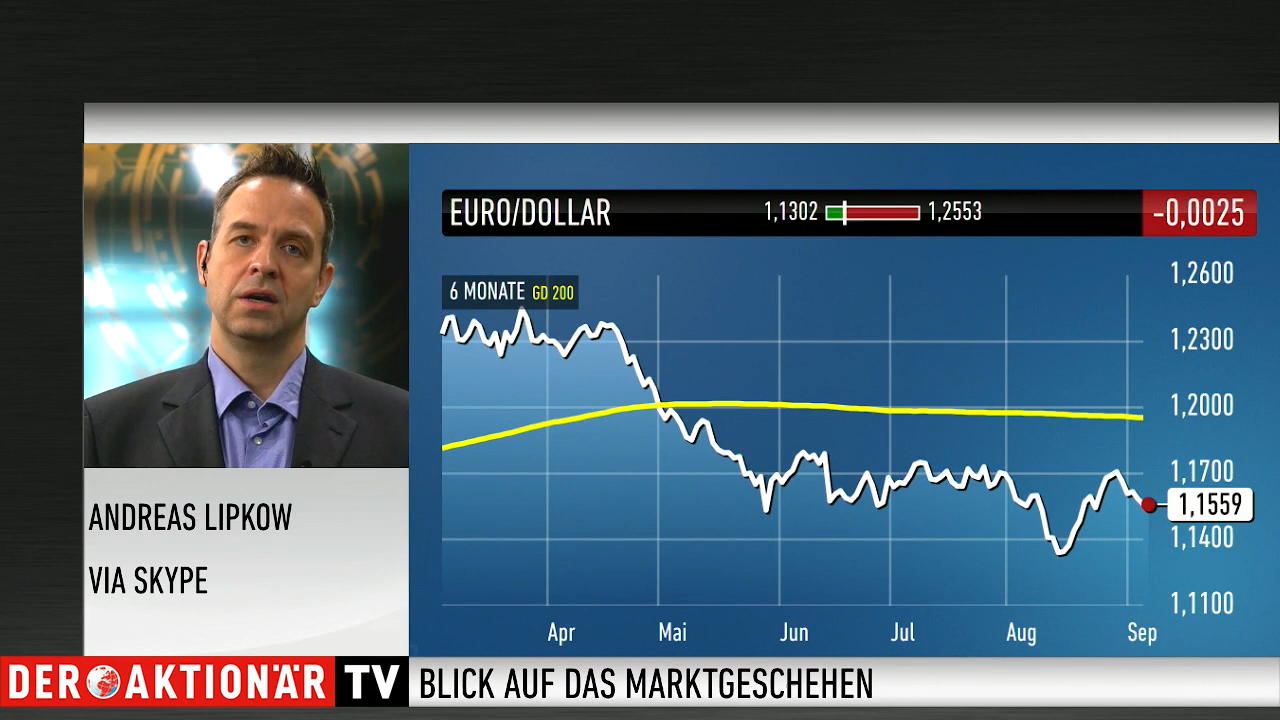 EURO/DOLLAR 1,1302 1,2553 -0,0025
6 MONATE GD 200
1,2600
1,2300
1,2000
1,1700
1,1559
1,1400
1,1100
Apr Mai Jun Jul Aug Sep
ANDREAS LIPKOW
VIA SKYPE
DER AKTIONÄR TV
BLICK AUF DAS MARKTGESCHEHEN